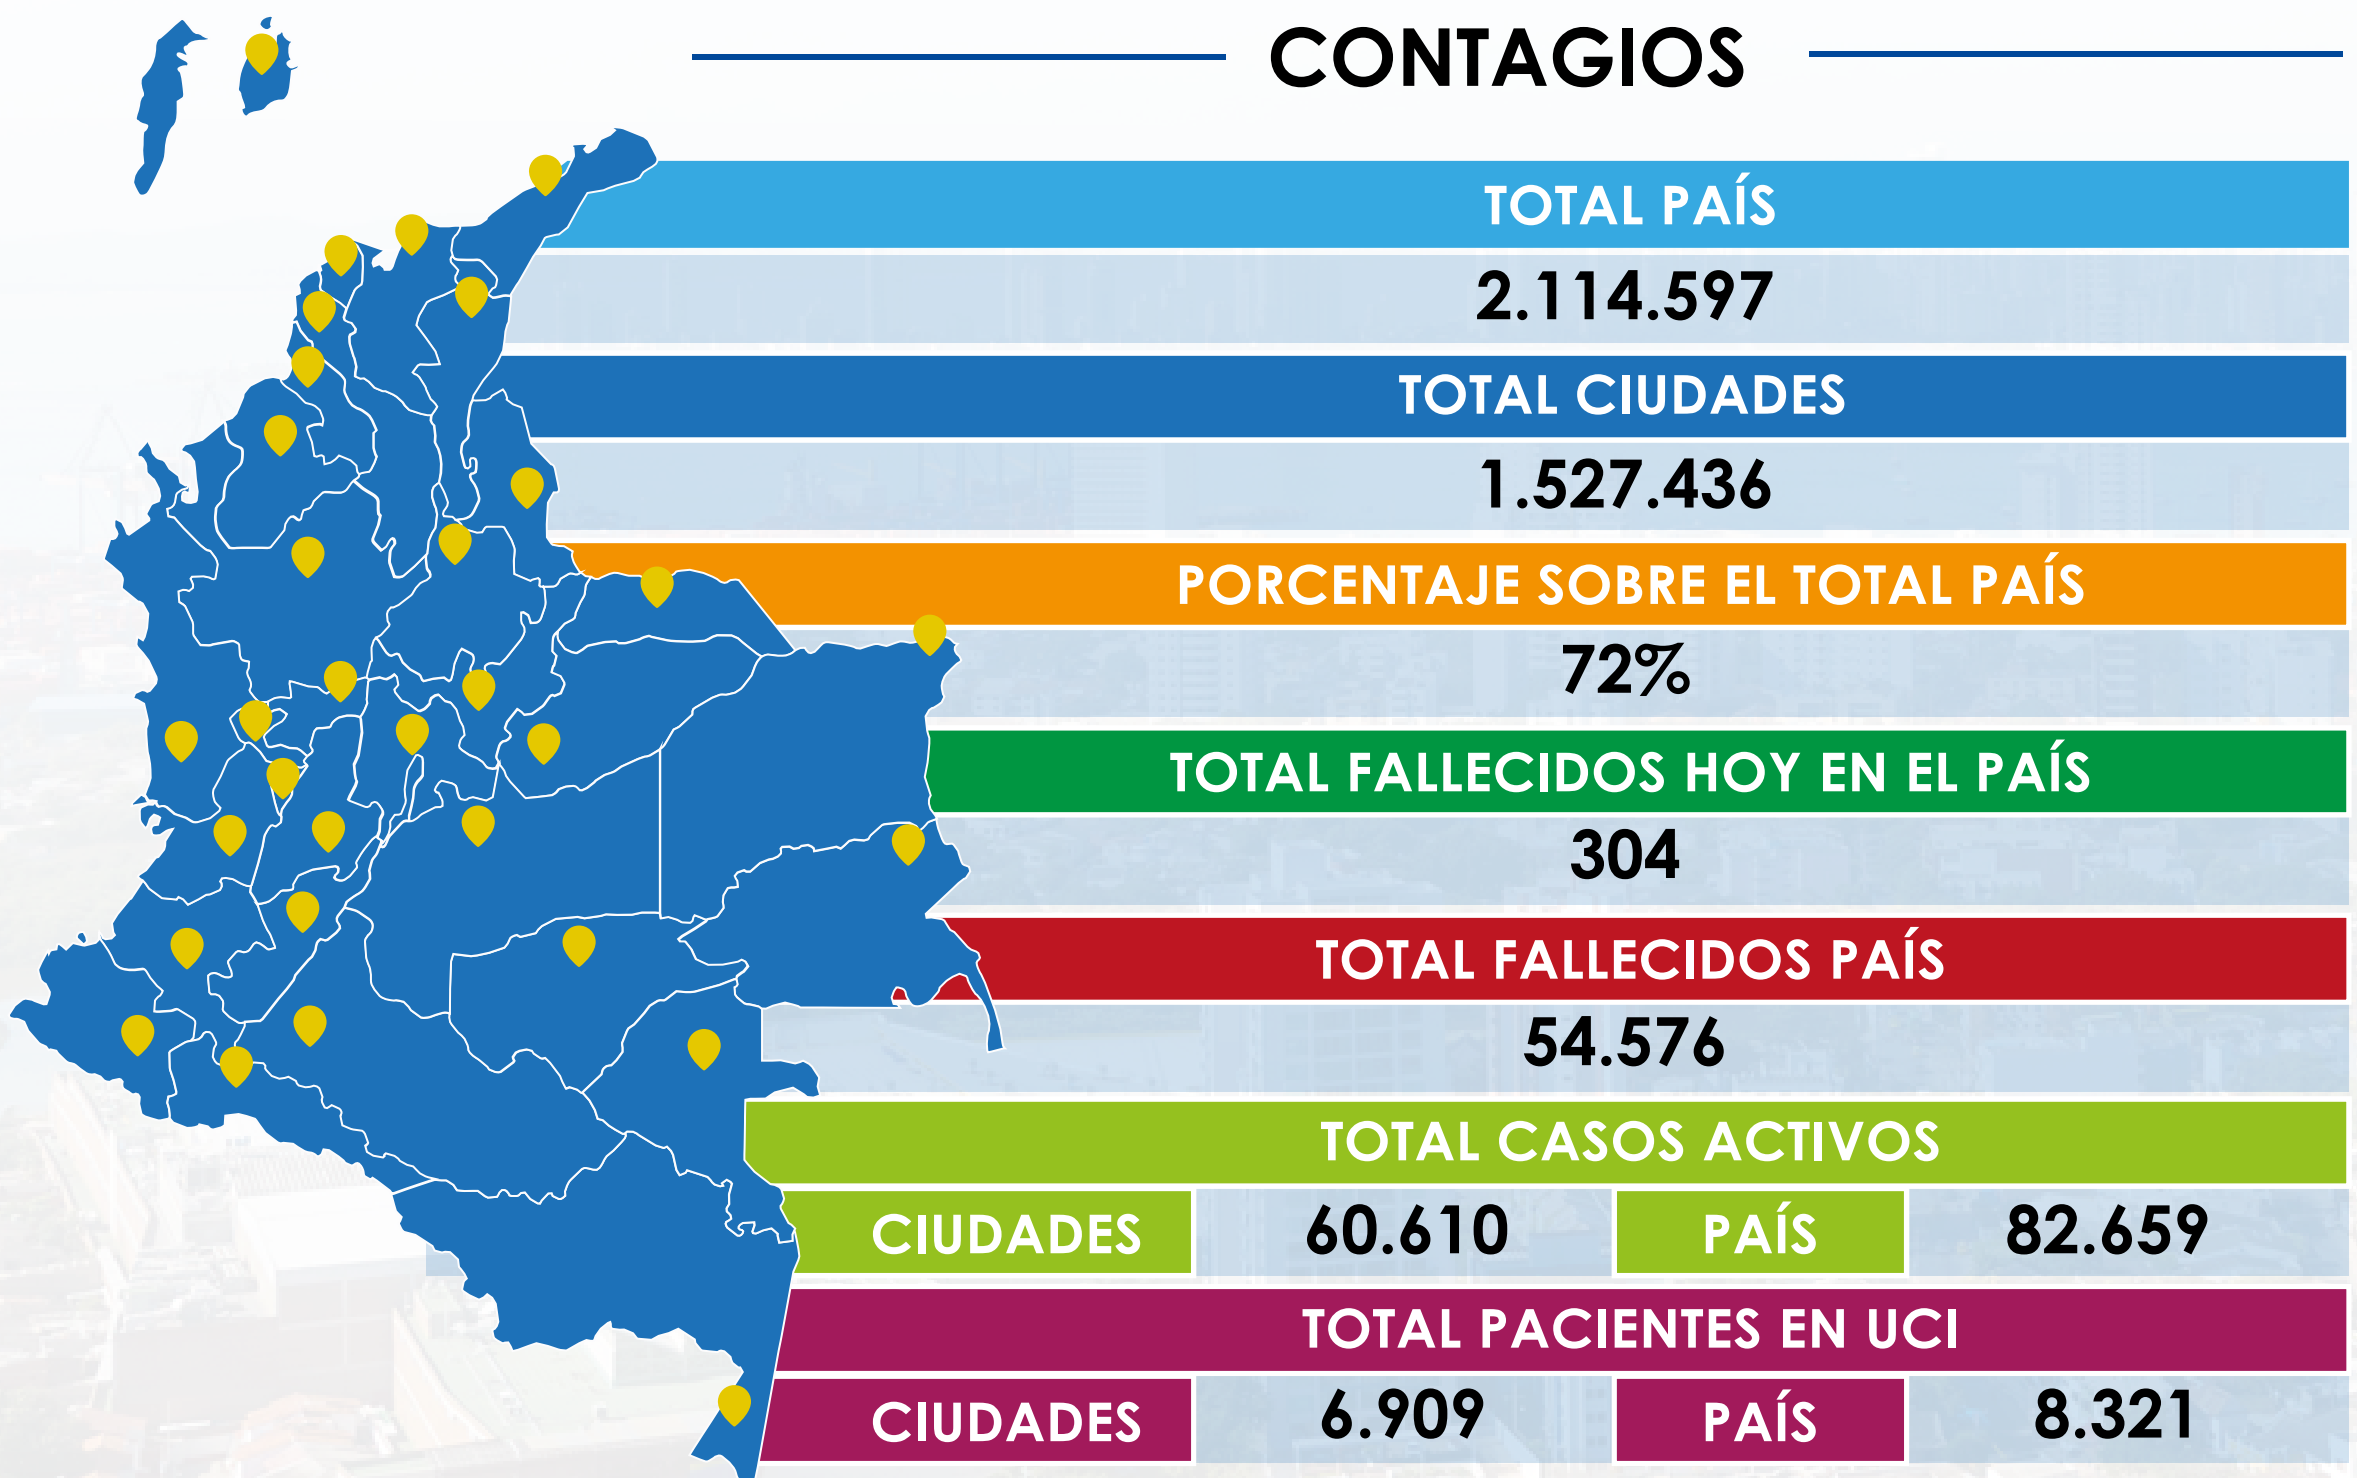 CONTAGIOS
TOTAL PAÍS
2.114.597
TOTAL CIUDADES
1.527.436
PORCENTAJE SOBRE EL TOTAL PAÍS
72%
TOTAL FALLECIDOS HOY EN EL PAÍS
304
TOTAL FALLECIDOS PAÍS
54.576
TOTAL CASOS ACTIVOS
CIUDADES 60.610 PAÍS 82.659
TOTAL PACIENTES EN UCI
CIUDADES 6.909 PAÍS 8.321